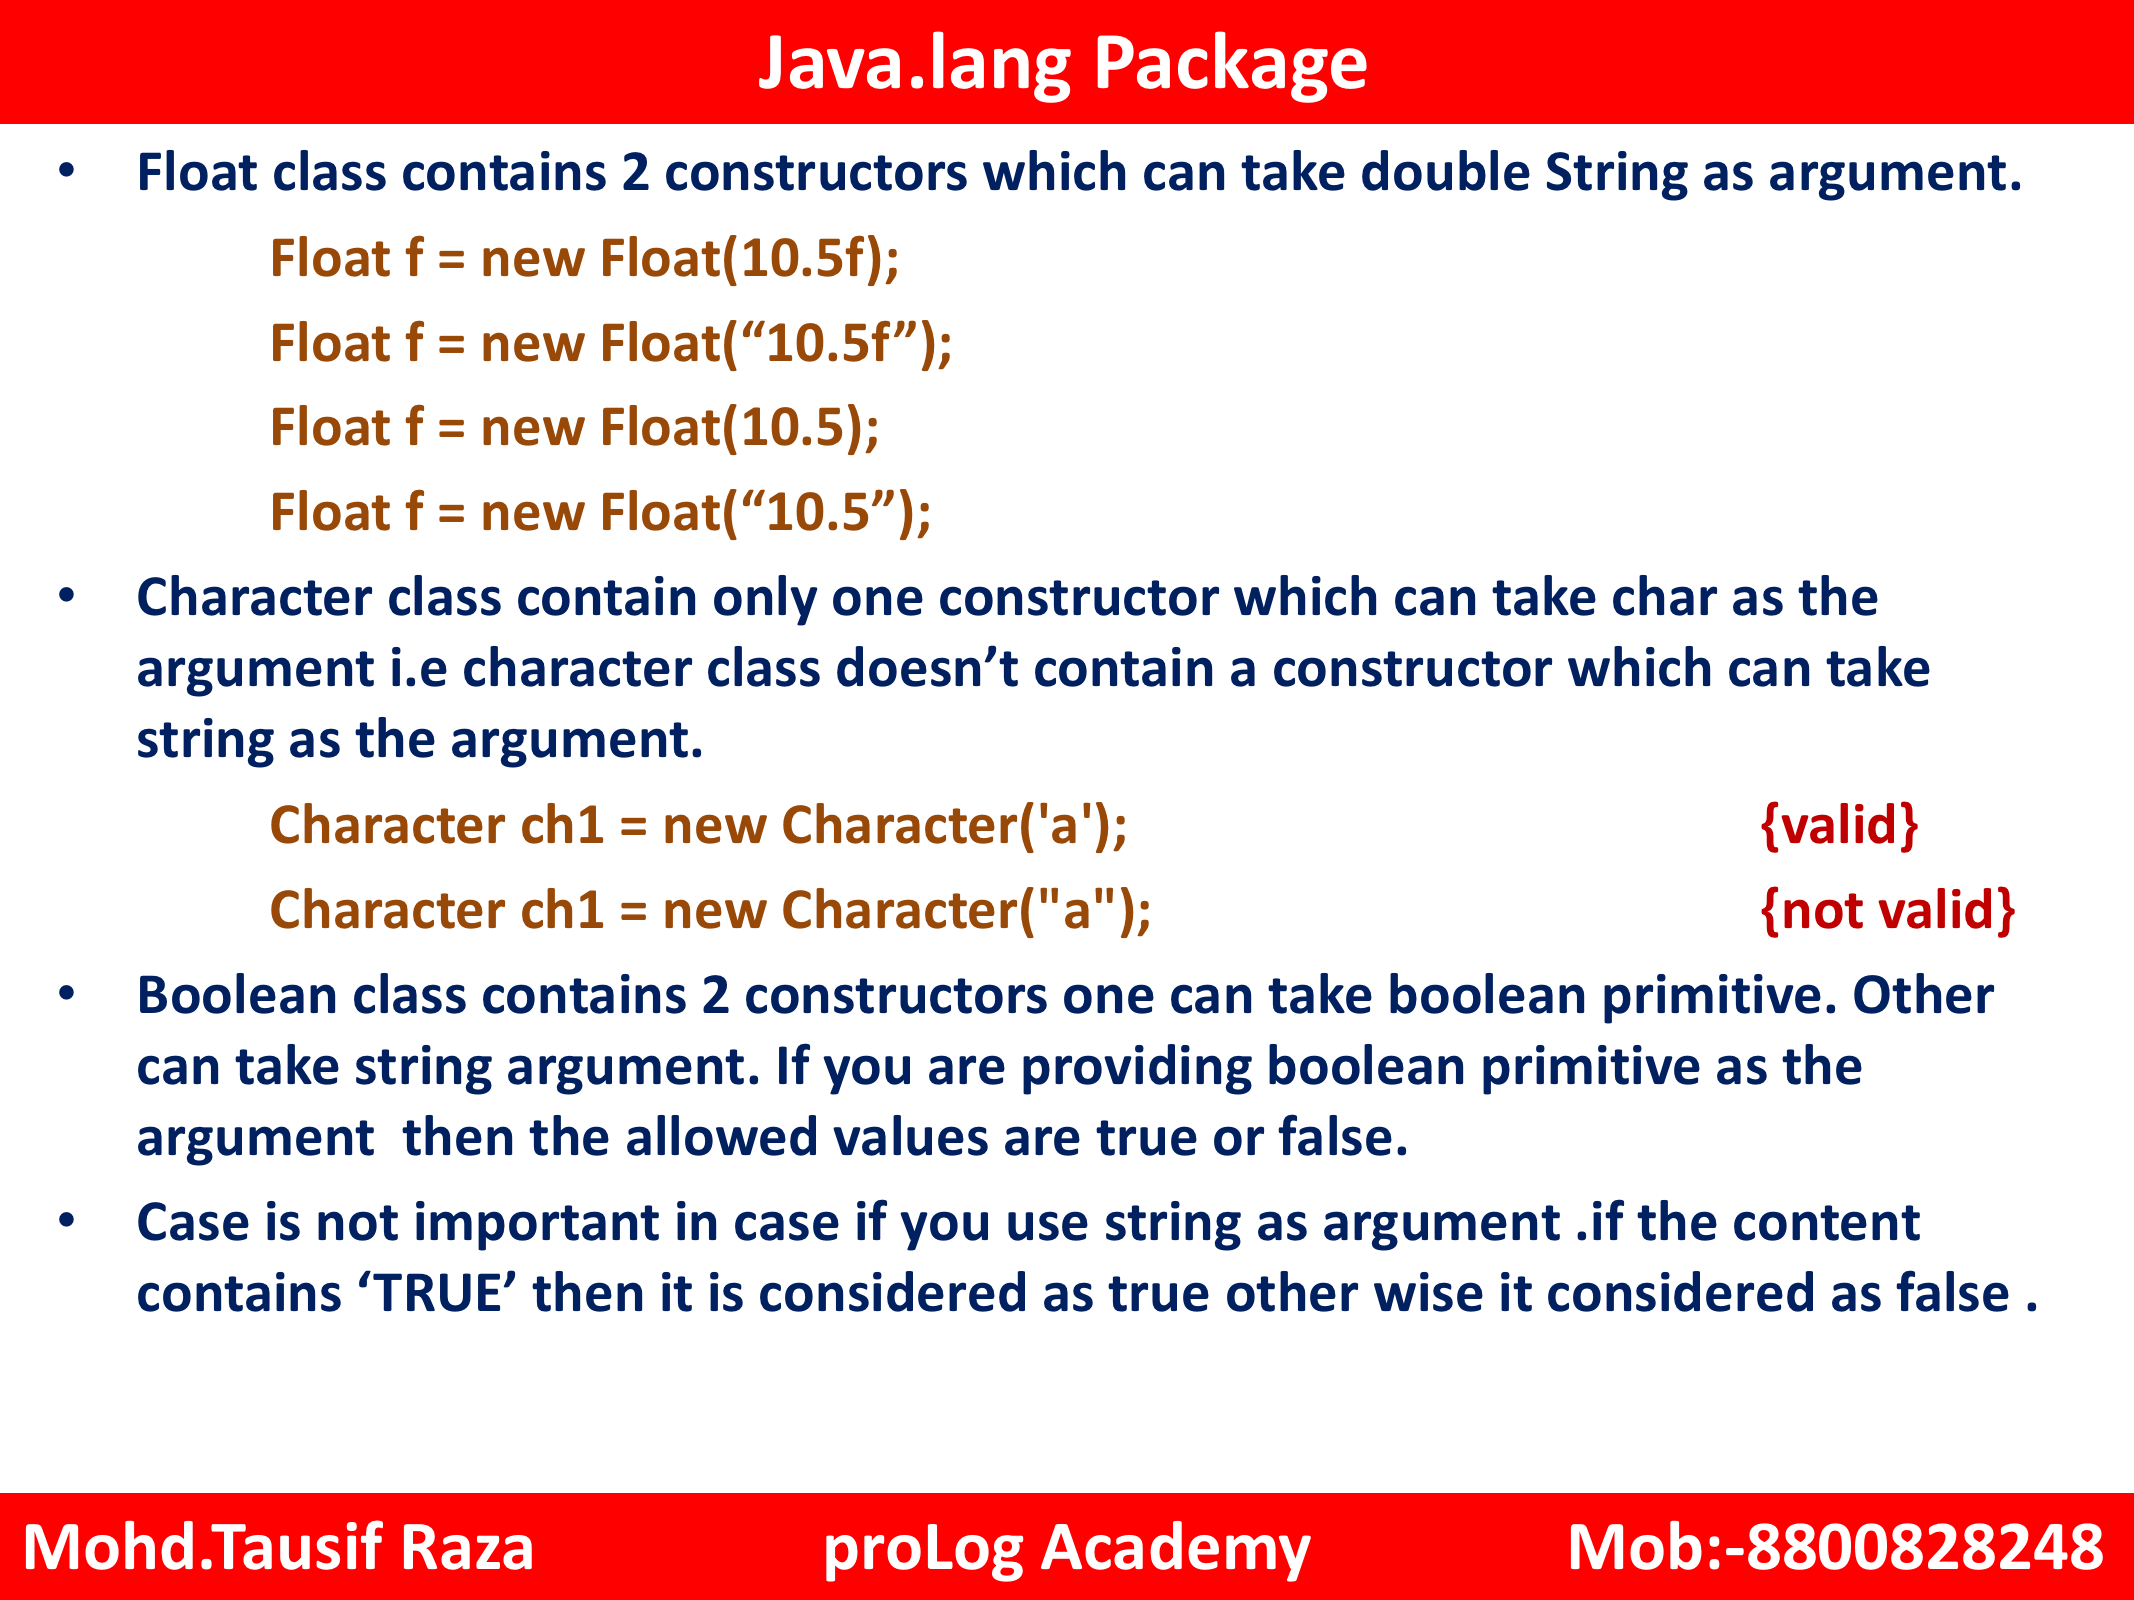 Java.lang Package
• Float class contains 2 constructors which can take double String as argument.
Float f = new Float(10.5f);
Float f = new Float(“10.5f”);
Float f = new Float(10.5);
Float f = new Float(“10.5”);
• Character class contain only one constructor which can take char as the
argument i.e character class doesn’t contain a constructor which can take
string as the argument.
Character ch1 = new Character('a'); {valid}
Character ch1 = new Character("a"); {not valid}
• Boolean class contains 2 constructors one can take boolean primitive. Other
can take string argument. If you are providing boolean primitive as the
argument  then the allowed values are true or false.
• Case is not important in case if you use string as argument .if the content
contains ‘TRUE’ then it is considered as true other wise it considered as false .
Mohd.Tausif Raza proLog Academy Mob:-8800828248